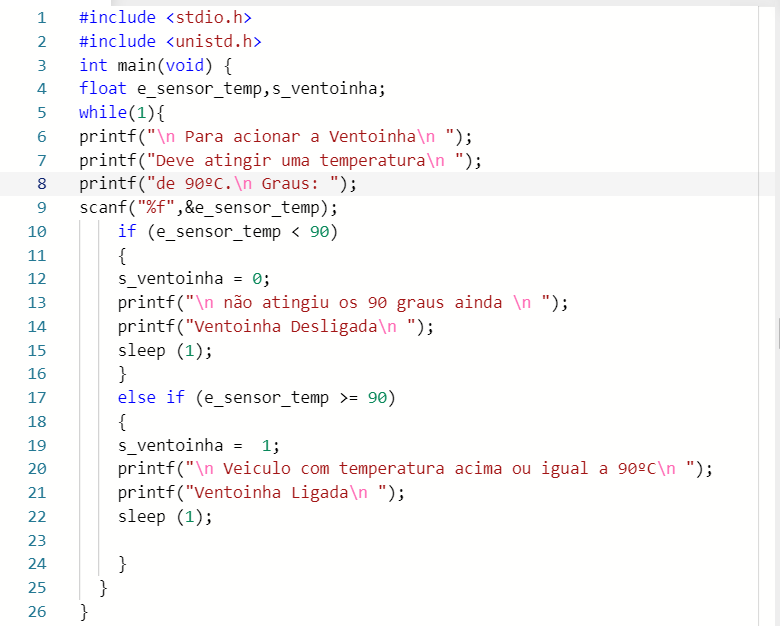 1 #include <stdio.h>
2 #include <unistd.h>
3 int main(void) {
4 float e_sensor_temp,s_ventoinha;
5 while(1){
6 printf("\n Para acionar a Ventoinha\n ");
7 printf("Deve atingir uma temperatura\n ");
8 printf("de 90ºC.\n Graus: ");
9 scanf("%f",&e_sensor_temp);
10     if (e_sensor_temp < 90)
11     {
12     s_ventoinha = 0;
13     printf("\n não atingiu os 90 graus ainda \n ");
14     printf("Ventoinha Desligada\n ");
15     sleep (1);
16     }
17     else if (e_sensor_temp >= 90)
18     {
19     s_ventoinha =  1;
20     printf("\n Veiculo com temperatura acima ou igual a 90ºC\n ");
21     printf("Ventoinha Ligada\n ");
22     sleep (1);
23
24     }
25   }
26 }